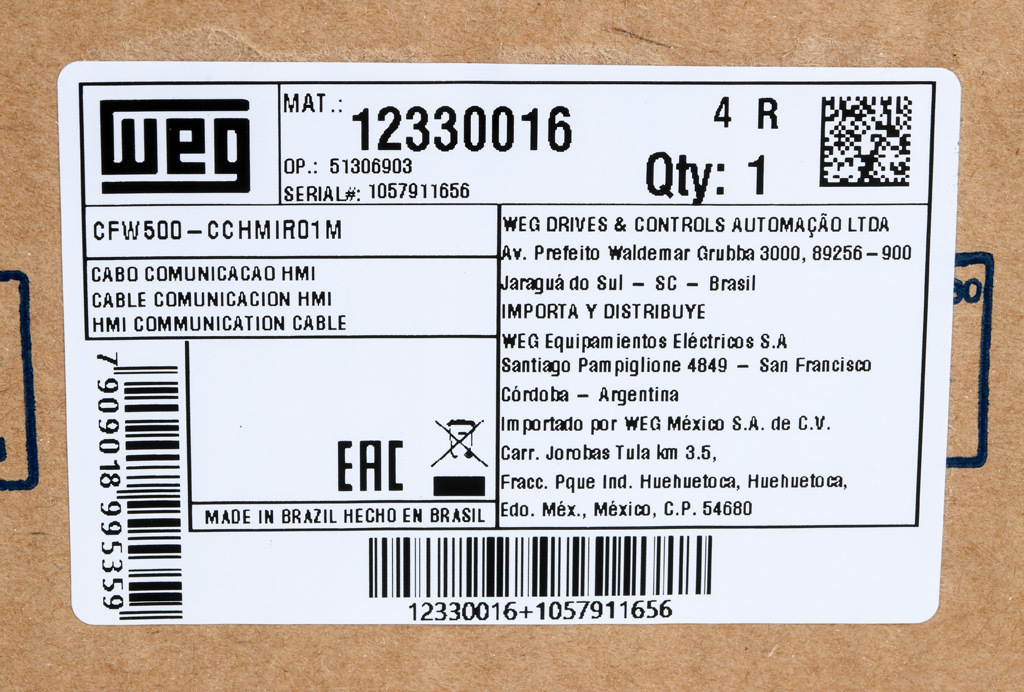 weg
MAT.: 12330016
4 R
OP.: 51306903
SERIAL#: 1057911656
Qty: 1
CFW500-CCHMIR01M
CABO COMUNICACAO HMI
CABLE COMUNICACION HMI
HMI COMMUNICATION CABLE
WEG DRIVES & CONTROLS AUTOMAÇÃO LTDA
Av. Prefeito Waldemar Grubba 3000, 89256-900
Jaraguá do Sul - SC - Brasil
IMPORTA Y DISTRIBUYE
WEG Equipamientos Eléctricos S.A
Santiago Pampiglione 4849 - San Francisco
Córdoba - Argentina
Importado por WEG México S.A. de C.V.
Carr. Jorobas Tula km 3.5,
Fracc. Pque Ind. Huehuetoca, Huehuetoca,
Edo. Méx., México, C.P. 54680
7909018995359
EAC
MADE IN BRAZIL HECHO EN BRASIL
12330016+1057911656